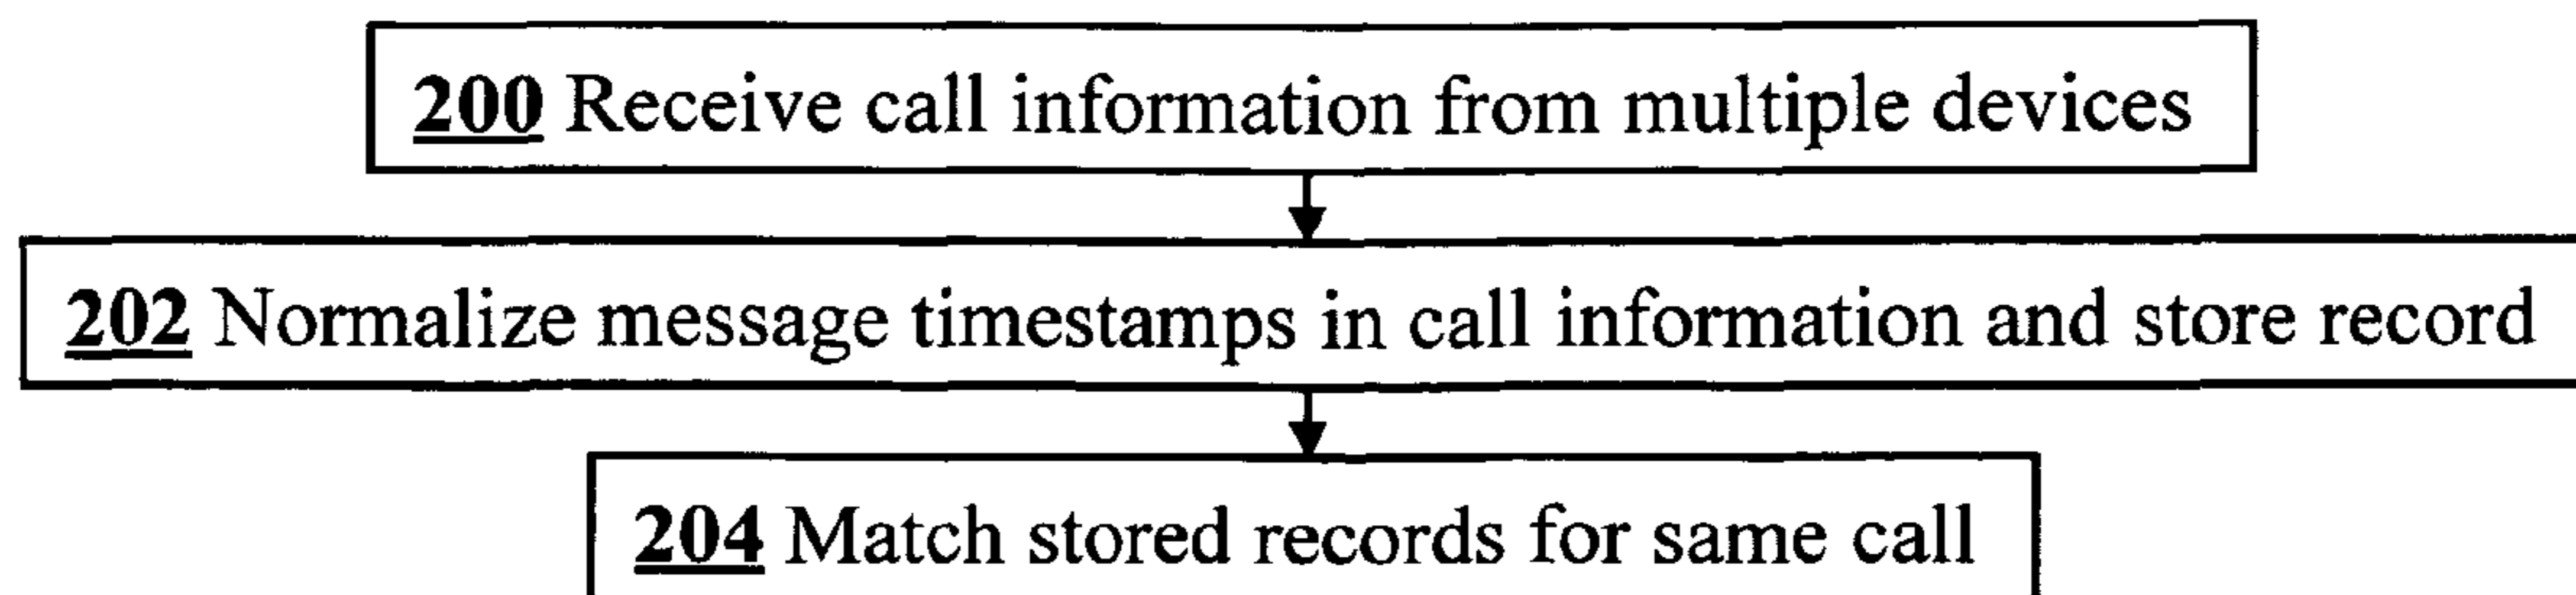 200 Receive call information from multiple devices
202 Normalize message timestamps in call information and store record
204 Match stored records for same call